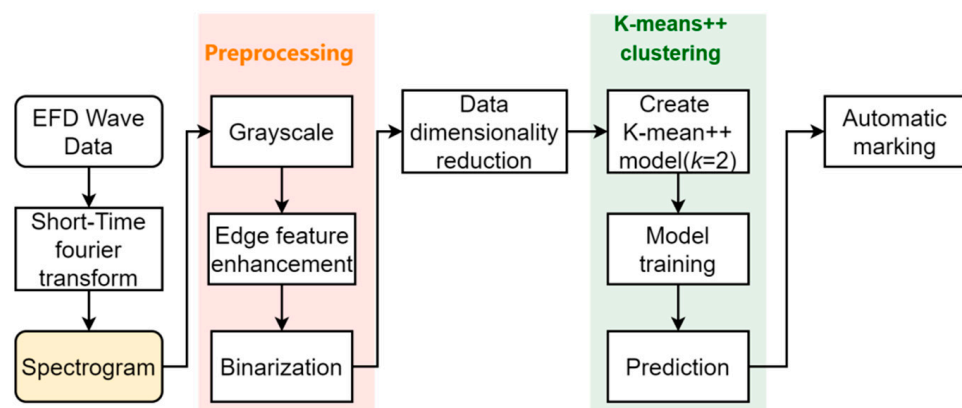 Preprocessing
K-means++
clustering
EFD Wave
Data
Short-Time
fourier
transform
Spectrogram
Grayscale
Edge feature
enhancement
Binarization
Data
dimensionality
reduction
Create
K-mean++
model(k=2)
Model
training
Prediction
Automatic
marking